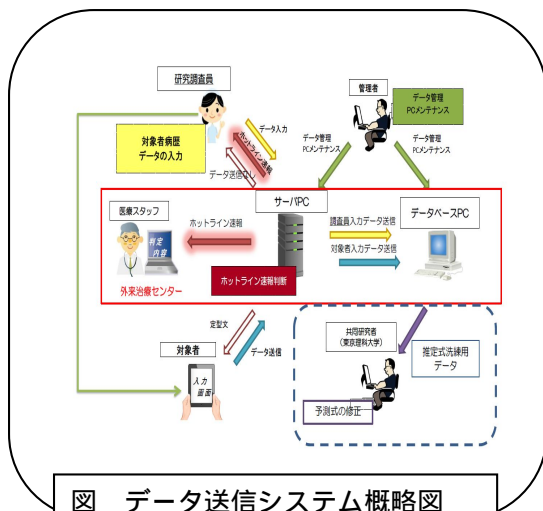 研究調査員
管理者
データ管理
PCメンテナンス
対象者病歴
データの入力
データ入力
ホットライン速報
データ送信なし
データ管理
PCメンテナンス
データ管理
PCメンテナンス
サーバPC
データベースPC
医療スタッフ
ホットライン速報
調査員入力データ送信
対象者入力データ送信
判定
内容
外来治療センター
ホットライン速報判断
定型文
データ送信
対象者
入力
画面
共同研究者
（東京理科大学）
推定式洗練用
データ
予測式の修正
図　データ送信システム概略図